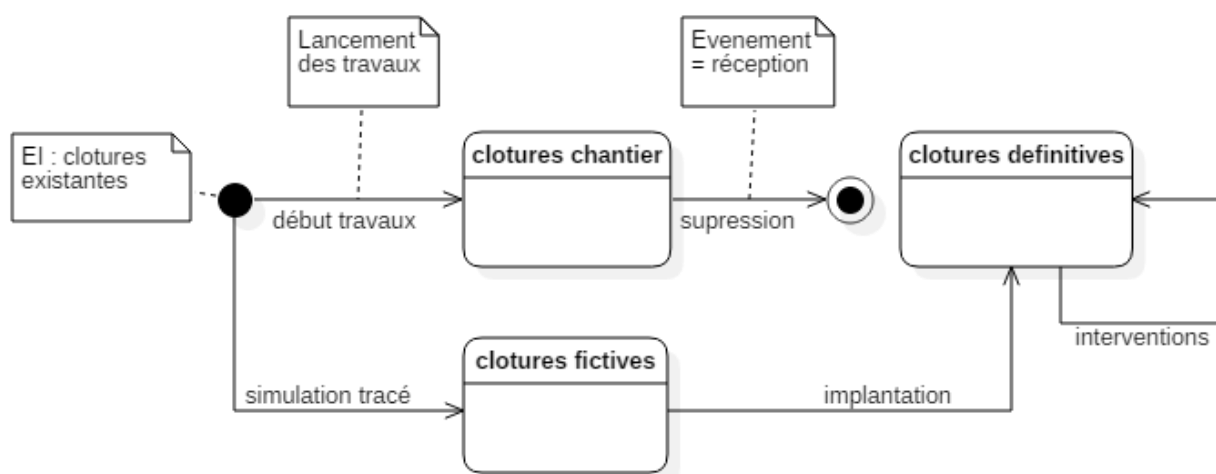 Lancement
des travaux
Evenement
= réception
EI : clotures
existantes
clotures chantier
clotures definitives
début travaux
supression
interventions
clotures fictives
simulation tracé
implantation